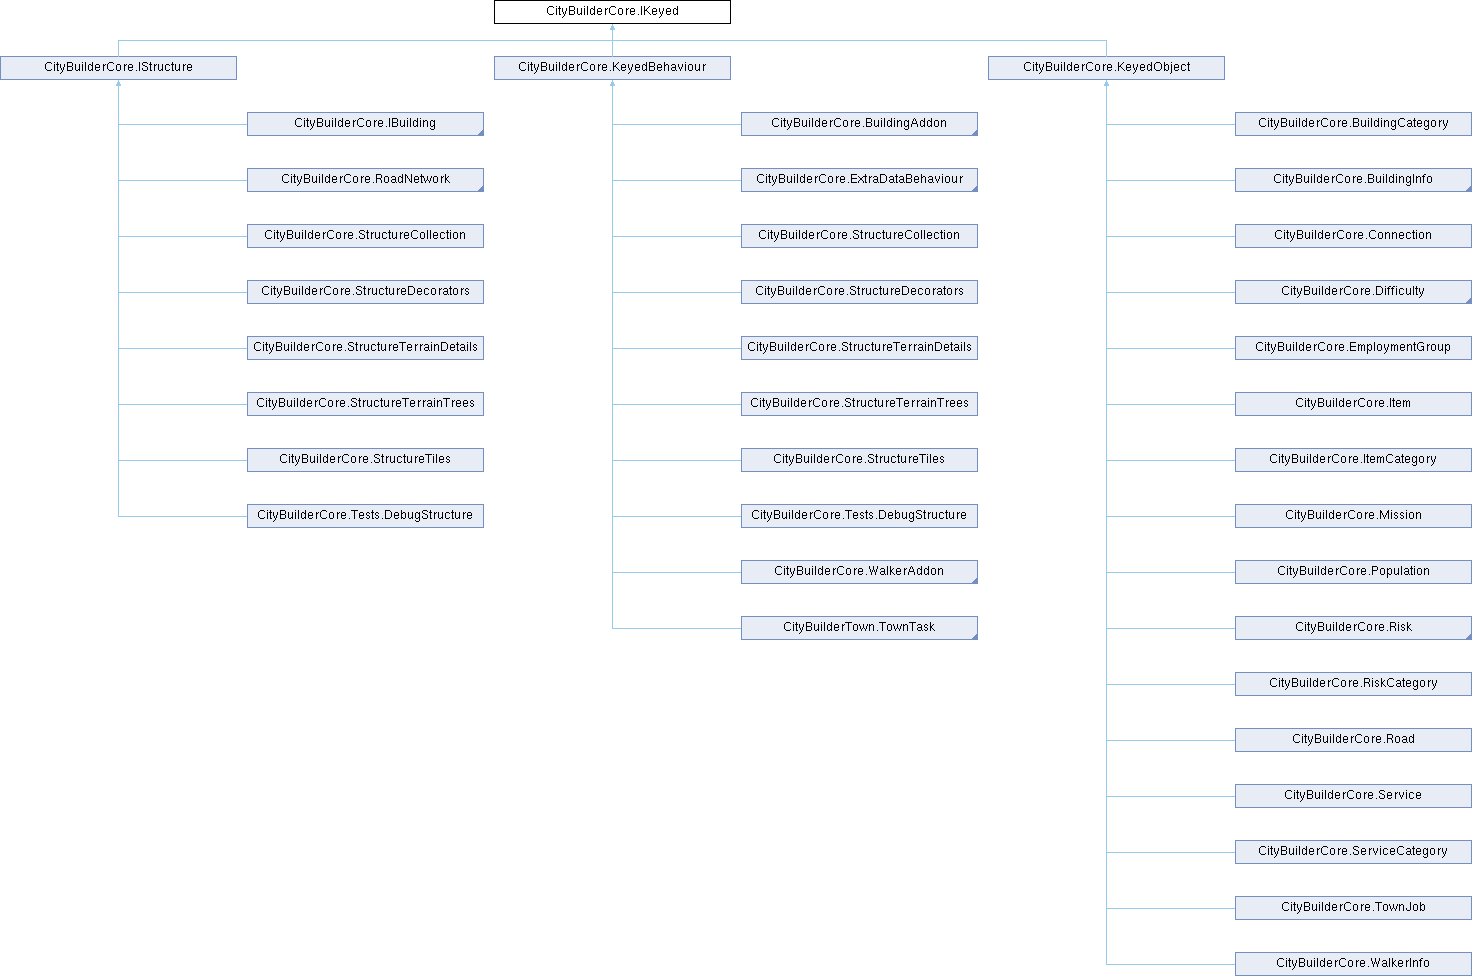 CityBuilderCore.IKeyed
CityBuilderCore.IStructure
CityBuilderCore.KeyedBehaviour
CityBuilderCore.KeyedObject
CityBuilderCore.IBuilding
CityBuilderCore.BuildingAddon
CityBuilderCore.BuildingCategory
CityBuilderCore.RoadNetwork
CityBuilderCore.ExtraDataBehaviour
CityBuilderCore.BuildingInfo
CityBuilderCore.StructureCollection
CityBuilderCore.StructureCollection
CityBuilderCore.Connection
CityBuilderCore.StructureDecorators
CityBuilderCore.StructureDecorators
CityBuilderCore.Difficulty
CityBuilderCore.StructureTerrainDetails
CityBuilderCore.StructureTerrainDetails
CityBuilderCore.EmploymentGroup
CityBuilderCore.StructureTerrainTrees
CityBuilderCore.StructureTerrainTrees
CityBuilderCore.Item
CityBuilderCore.StructureTiles
CityBuilderCore.StructureTiles
CityBuilderCore.ItemCategory
CityBuilderCore.Tests.DebugStructure
CityBuilderCore.Tests.DebugStructure
CityBuilderCore.Mission
CityBuilderCore.WalkerAddon
CityBuilderCore.Population
CityBuilderTown.TownTask
CityBuilderCore.Risk
CityBuilderCore.RiskCategory
CityBuilderCore.Road
CityBuilderCore.Service
CityBuilderCore.ServiceCategory
CityBuilderCore.TownJob
CityBuilderCore.WalkerInfo